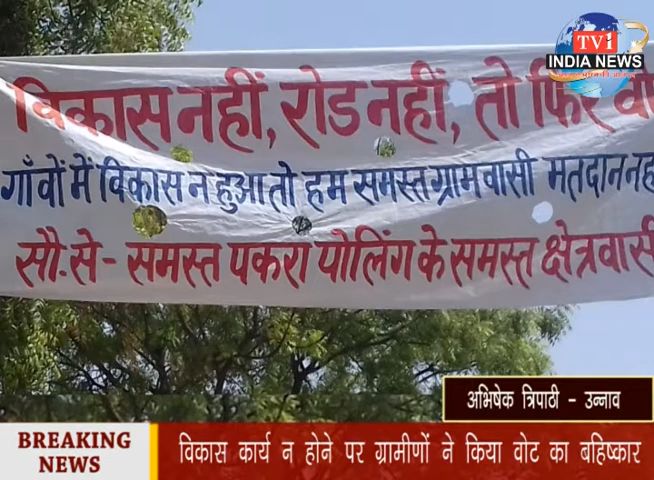 TV1
INDIA NEWS
विकास नहीं, रोड नहीं, तो फिर
गाँवों में विकास न हुआ तो हम समस्त ग्रामवासी मतदान
सौ.से- समस्त पकरा पोलिंग के समस्त क्षेत्रवासी
अभिषेक त्रिपाठी - उन्नाव
BREAKING
NEWS
विकास कार्य न होने पर ग्रामीणों ने किया वोट का बहिष्कार